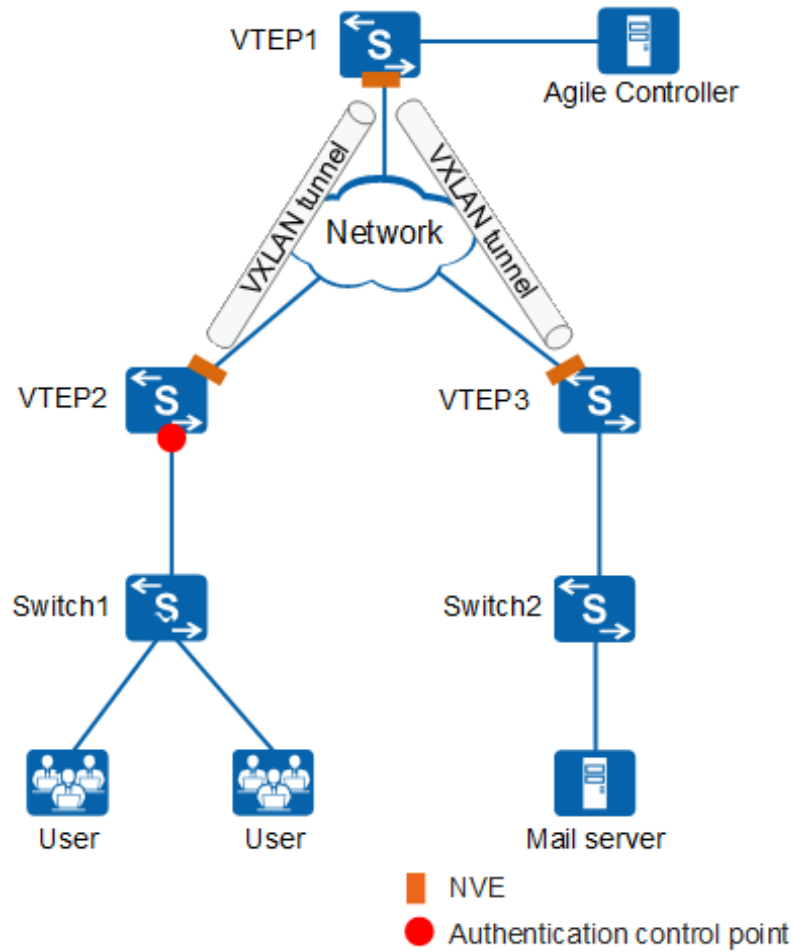 VTEP1
S
Agile Controller
VXLAN tunnel
VXLAN tunnel
Network
VTEP2
S
VTEP3
S
Switch1
S
Switch2
S
User
User
Mail server
NVE
Authentication control point